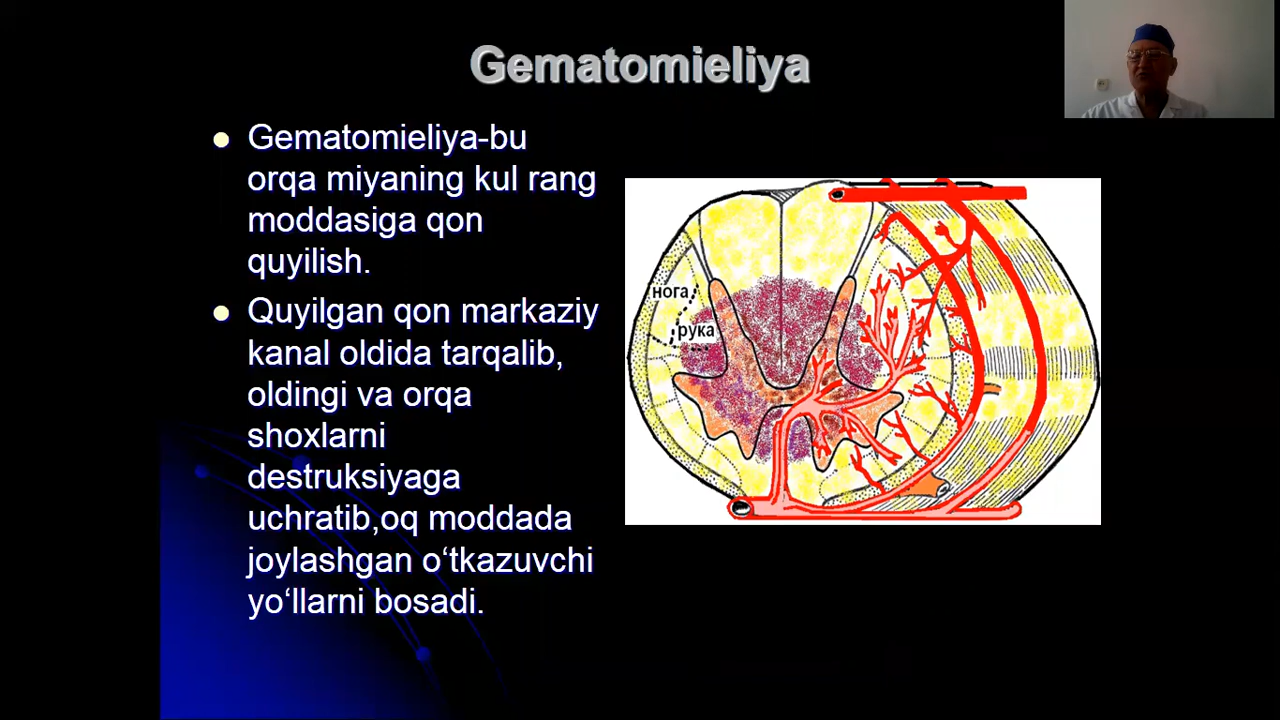 Gematomieliya
Gematomieliya-bu
orqa miyaning kul rang
moddasiga qon
quyilish.
Quyilgan qon markaziy
kanal oldida tarqalib,
oldingi va orqa
shoxlarni
destruksiyaga
uchratib,oq moddada
joylashgan o‘tkazuvchi
yo‘llarni bosadi.
нога
рука